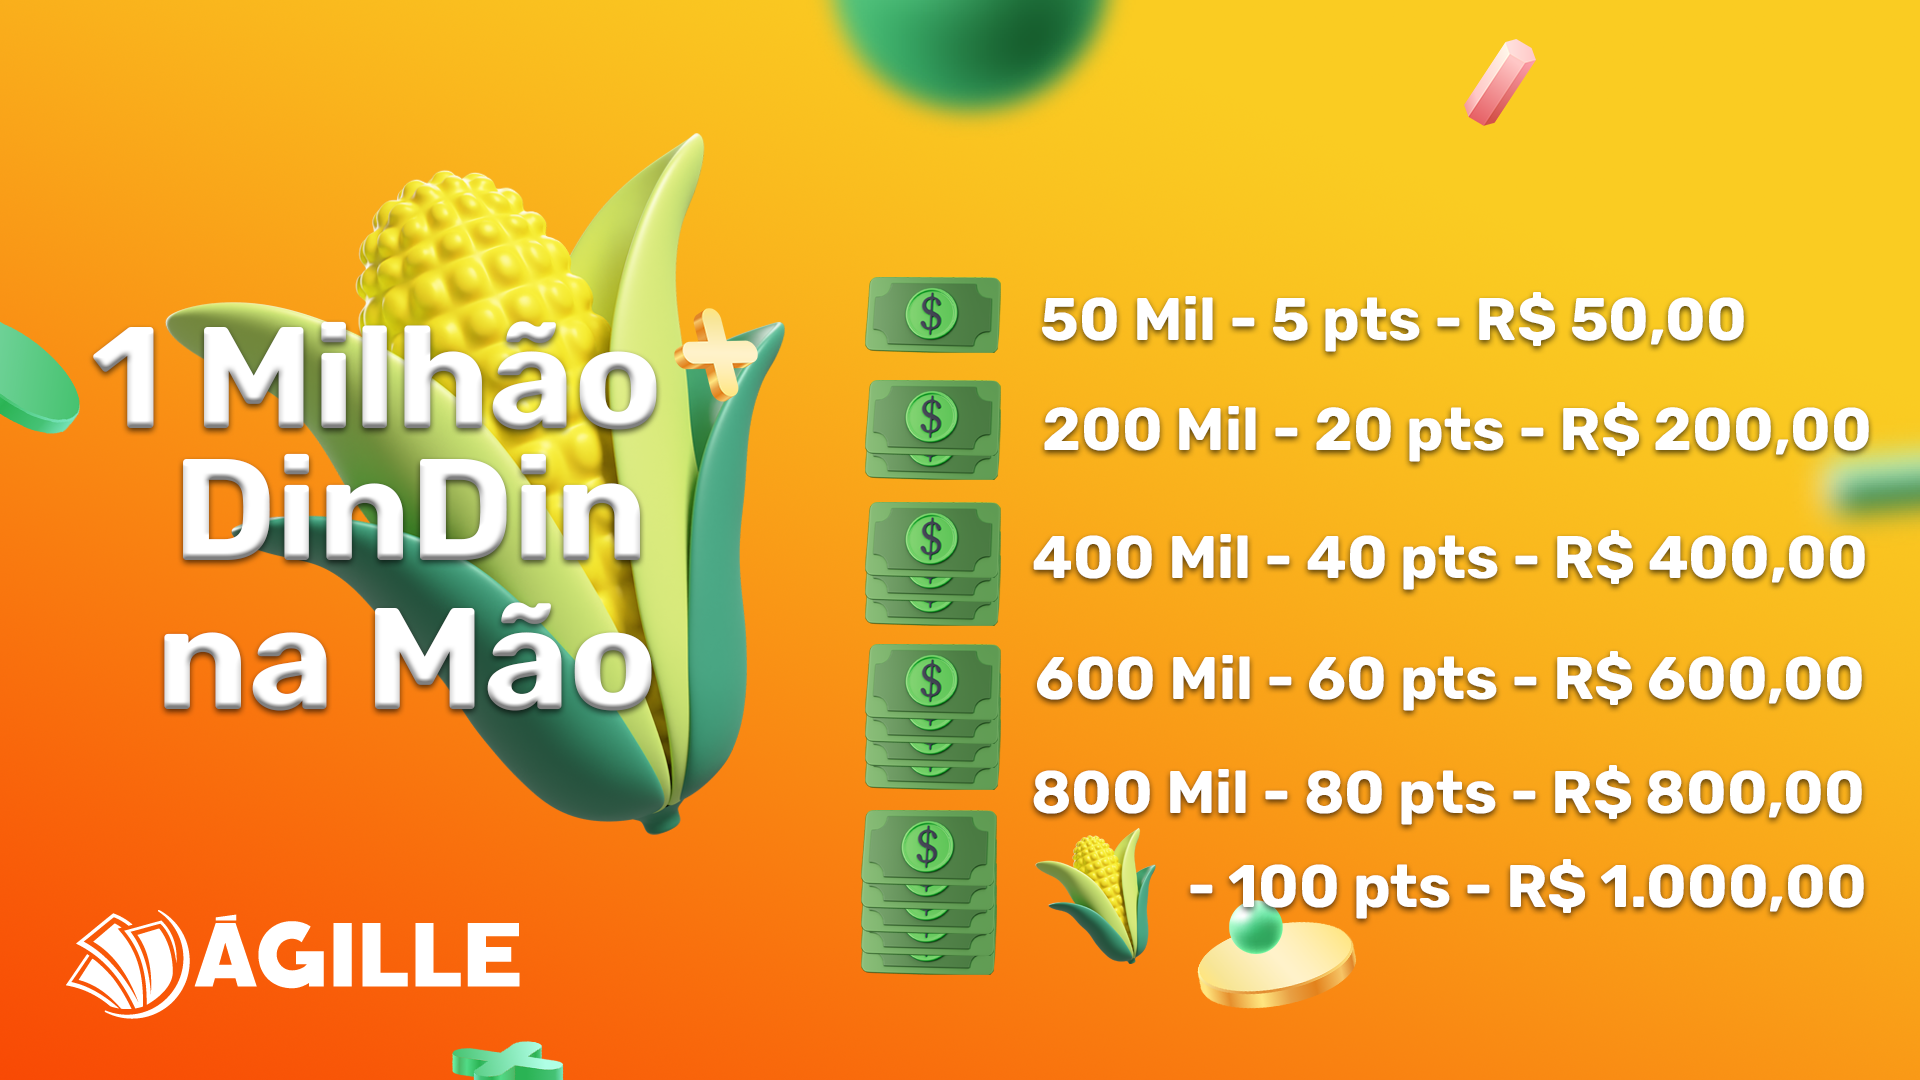 1 Milhão
DinDin
na Mão
50 Mil - 5 pts - R$ 50,00
200 Mil - 20 pts - R$ 200,00
400 Mil - 40 pts - R$ 400,00
600 Mil - 60 pts - R$ 600,00
800 Mil - 80 pts - R$ 800,00
- 100 pts - R$ 1.000,00
ÁGILLE